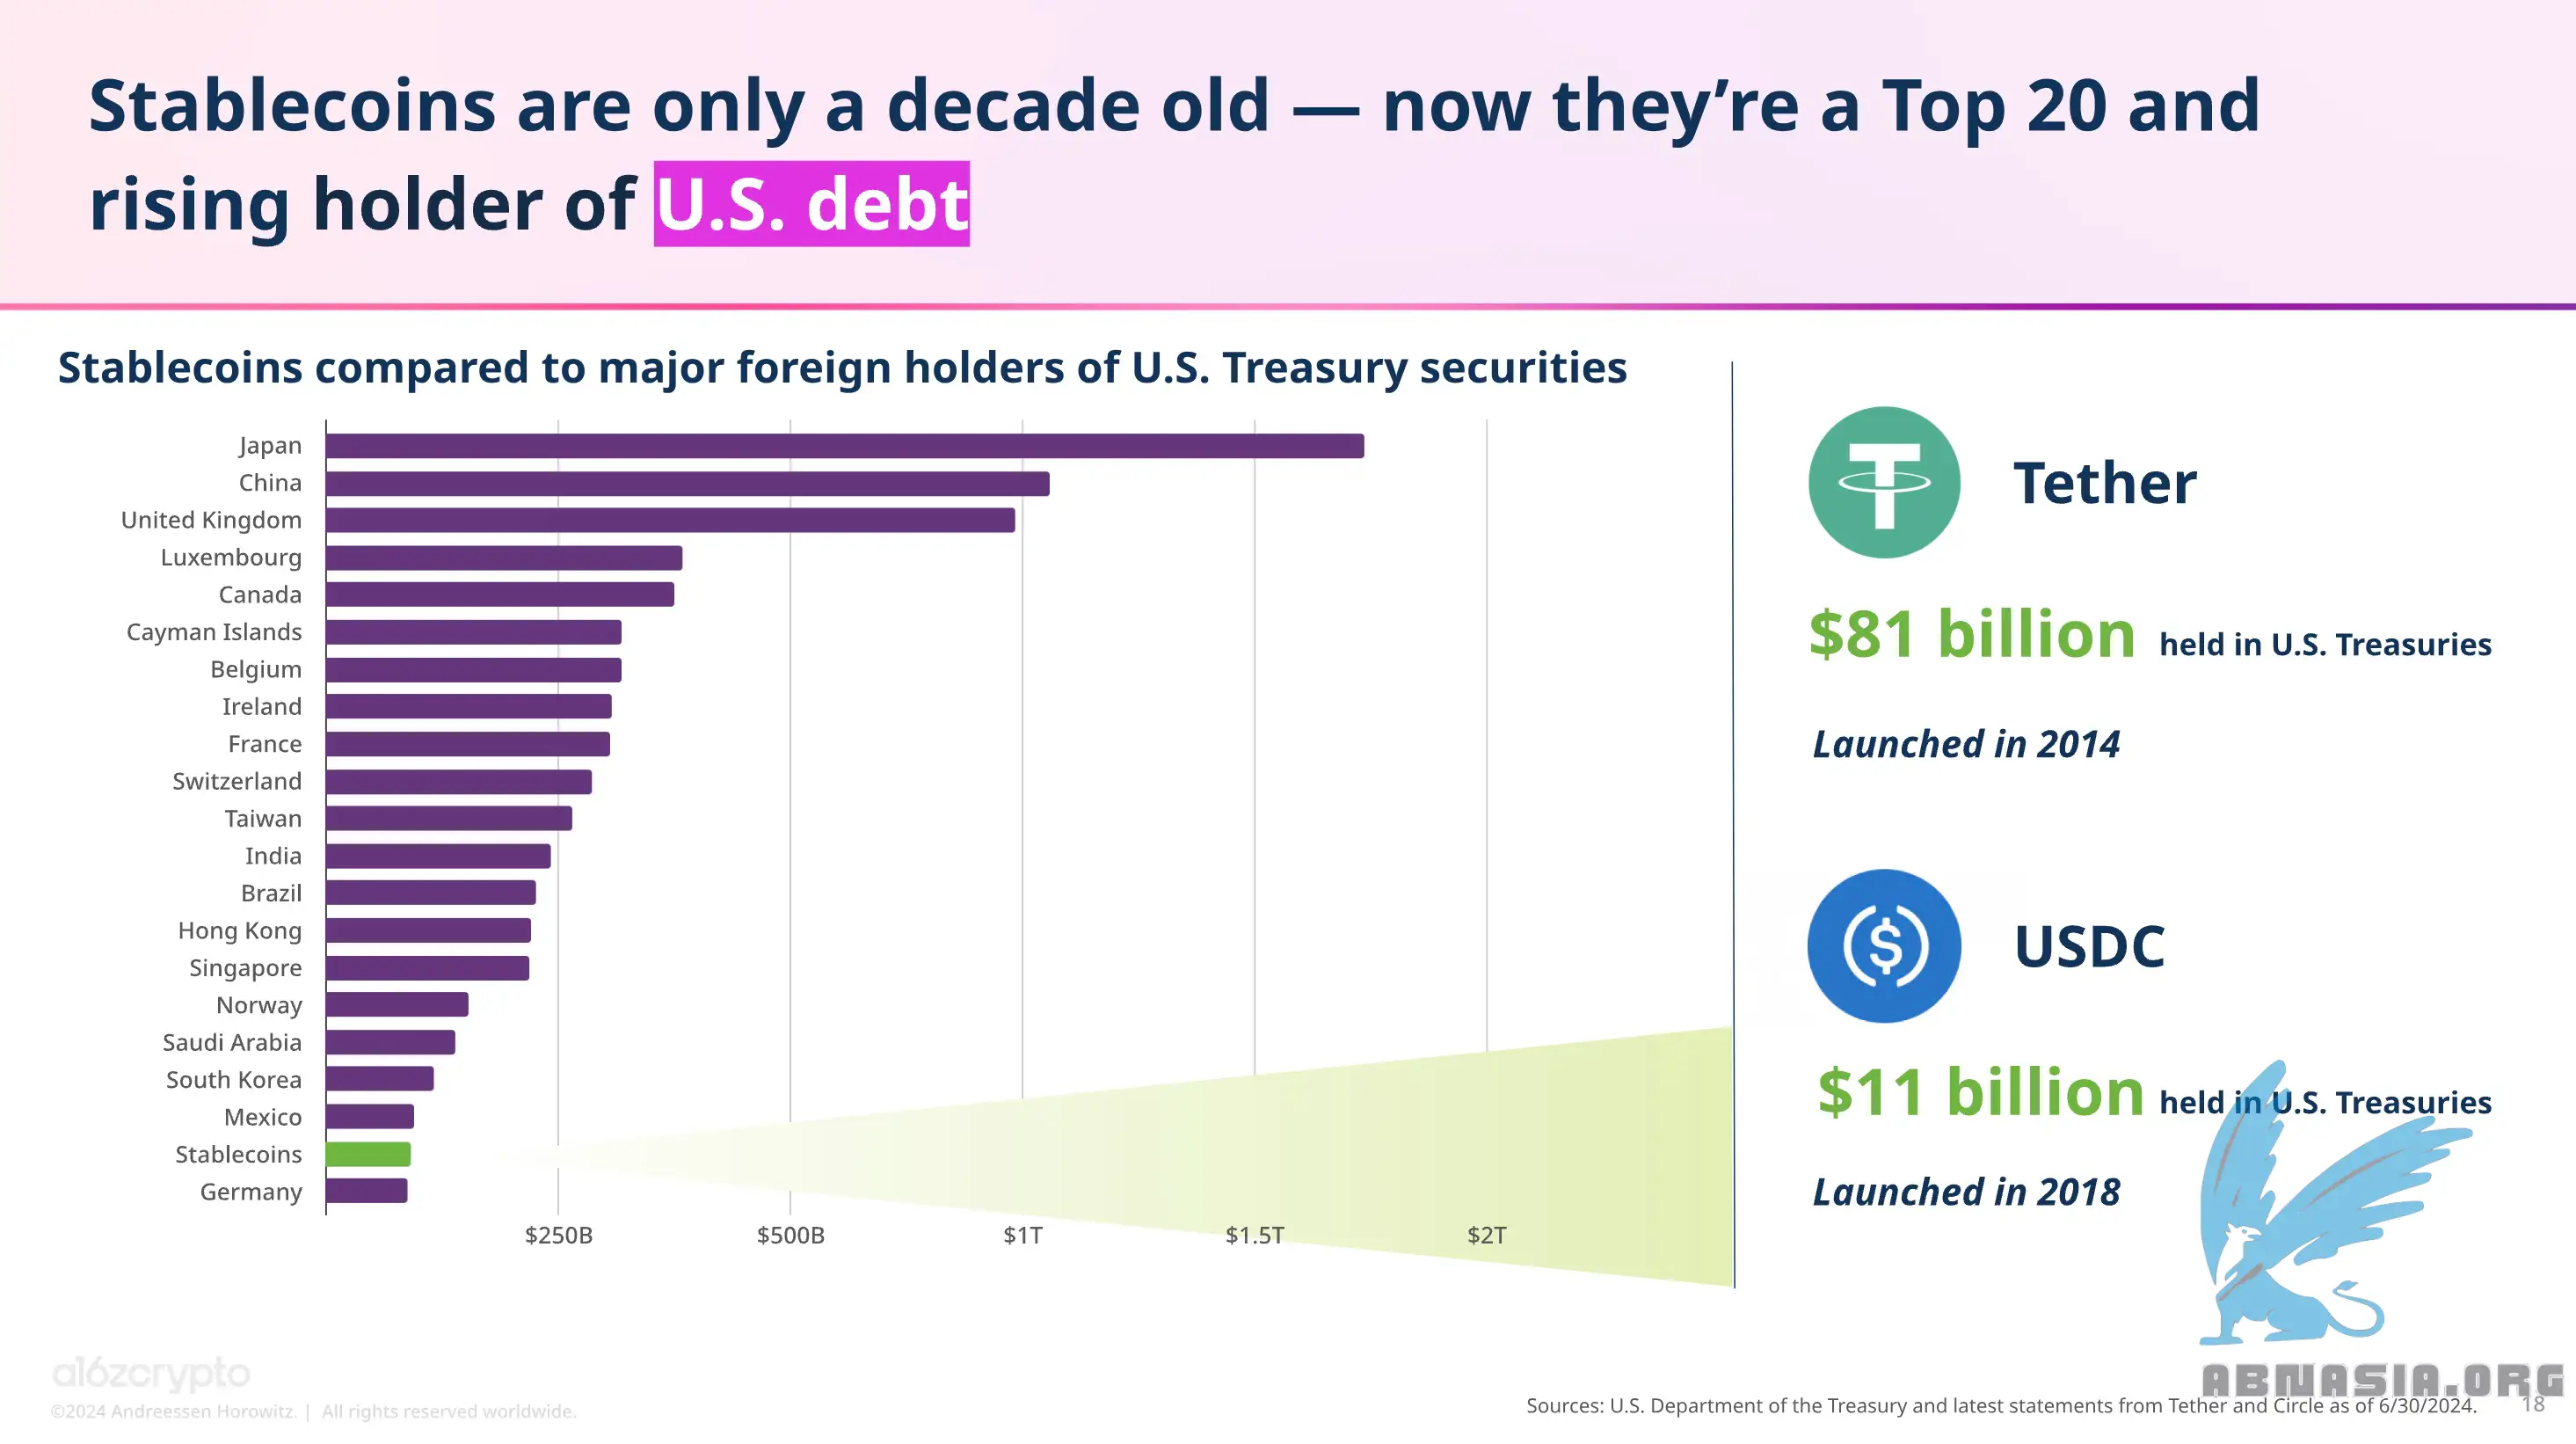 Stablecoins are only a decade old — now they’re a Top 20 and
rising holder of U.S. debt
Stablecoins compared to major foreign holders of U.S. Treasury securities
Japan
China
United Kingdom
Luxembourg
Canada
Cayman Islands
Belgium
Ireland
France
Switzerland
Taiwan
India
Brazil
Hong Kong
Singapore
Norway
Saudi Arabia
South Korea
Mexico
Stablecoins
Germany
$250B $500B $1T $1.5T $2T
Tether
$81 billion held in U.S. Treasuries
Launched in 2014
USDC
$11 billion held in U.S. Treasuries
Launched in 2018
a16zcrypto
©2024 Andreessen Horowitz. | All rights reserved worldwide.
ABNASIA.ORG
Sources: U.S. Department of the Treasury and latest statements from Tether and Circle as of 6/30/2024.
18